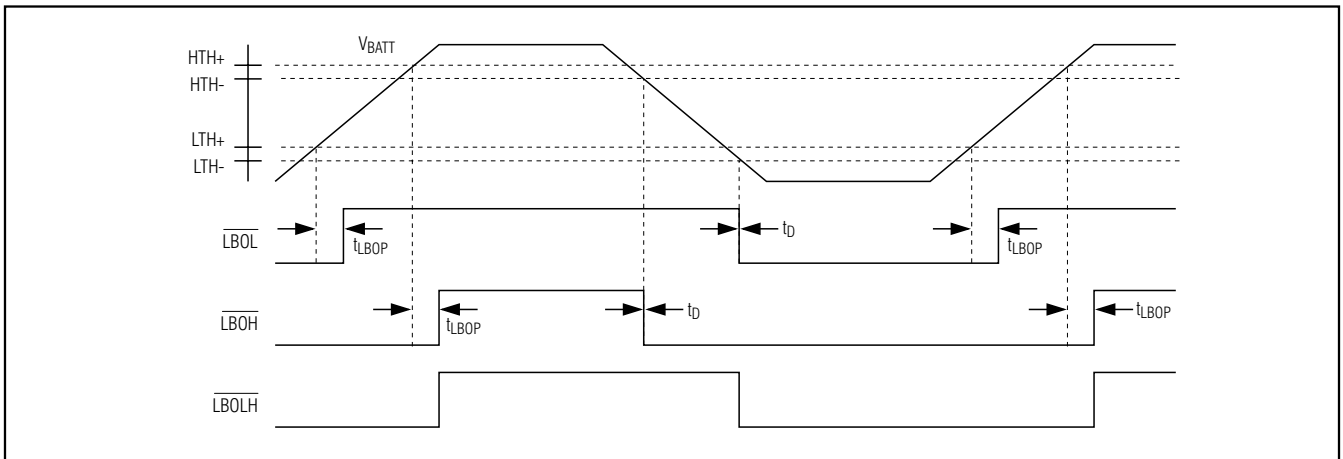 VBATT
HTH+
HTH-
LTH+
LTH-
LBOL
tLBOP
tD
tLBOP
LBOH
tLBOP
tD
tLBOP
LBOLH